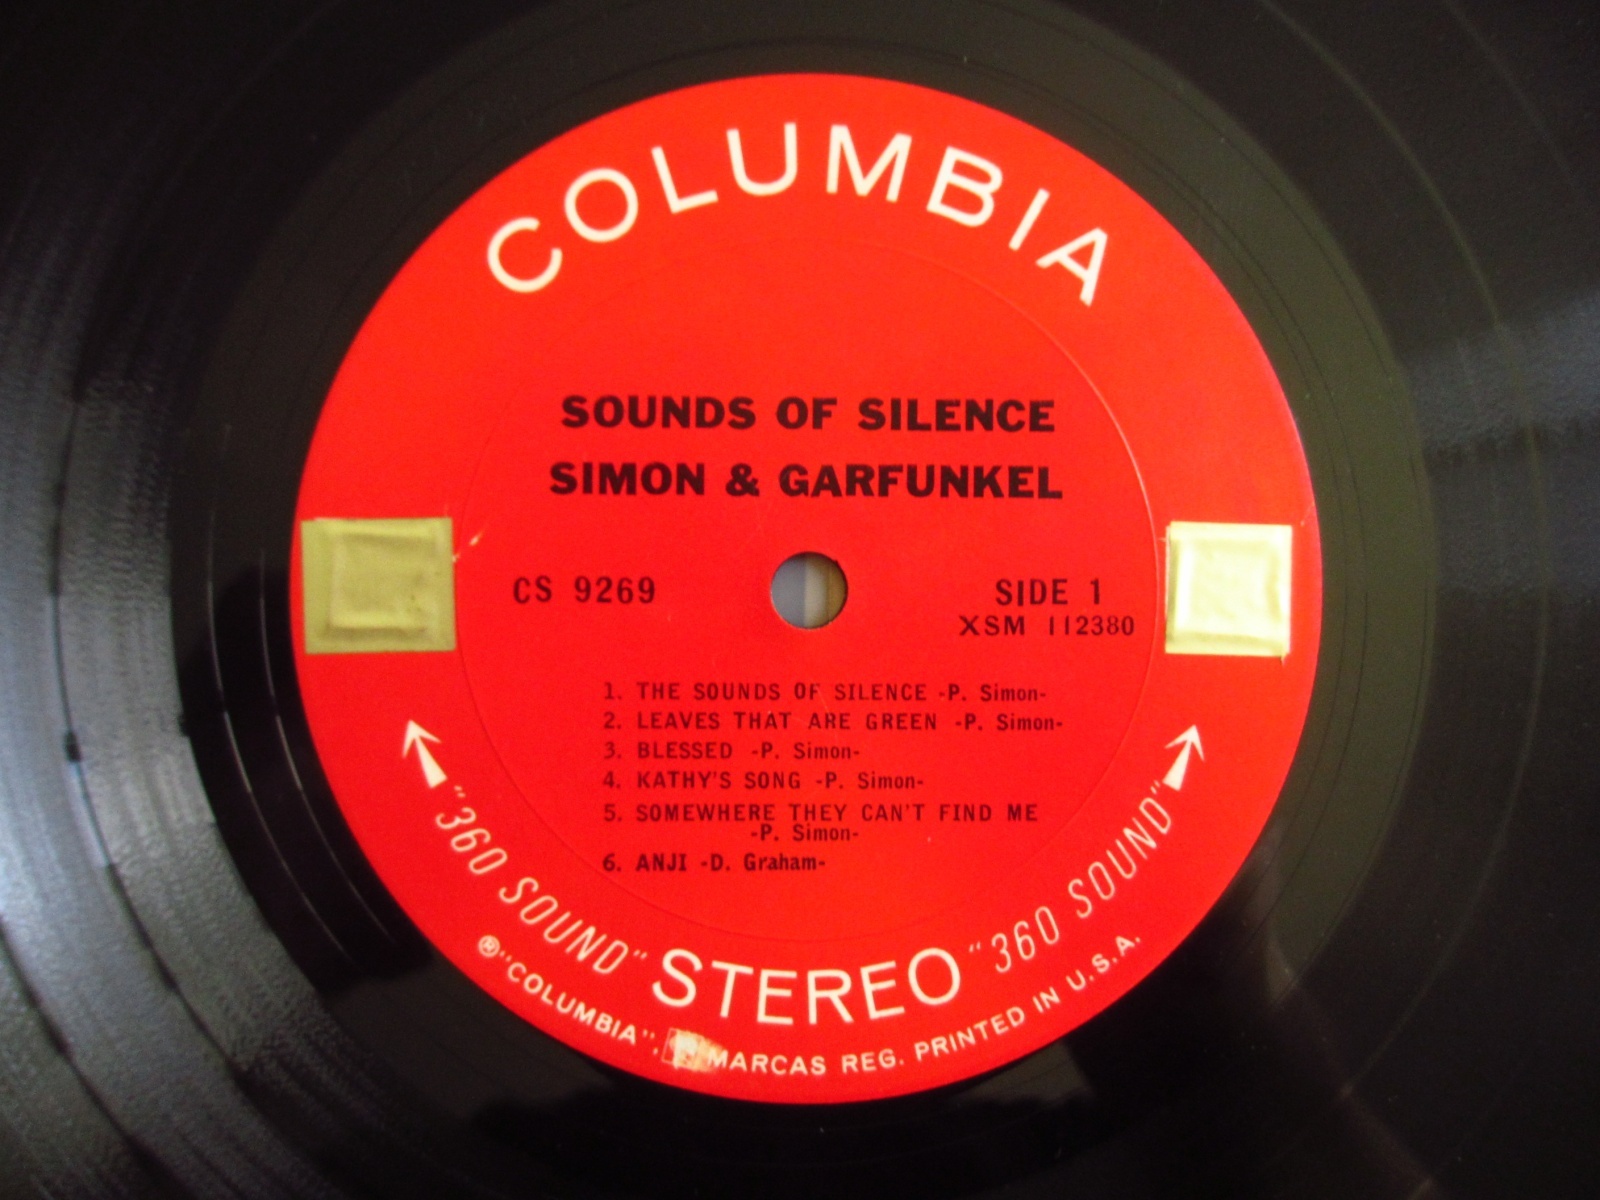 COLUMBIA
SOUNDS OF SILENCE
SIMON & GARFUNKEL
CS 9269
SIDE 1
XSM 112380
1. THE SOUNDS OF SILENCE -P. Simon-
2. LEAVES THAT ARE GREEN -P. Simon-
3. BLESSED -P. Simon-
4. KATHY'S SONG -P. Simon-
5. SOMEWHERE THEY CAN'T FIND ME
-P. Simon-
6. ANJI -D. Graham-
"360 SOUND" STEREO "360 SOUND"
®"COLUMBIA", MARCAS REG. PRINTED IN U.S.A.